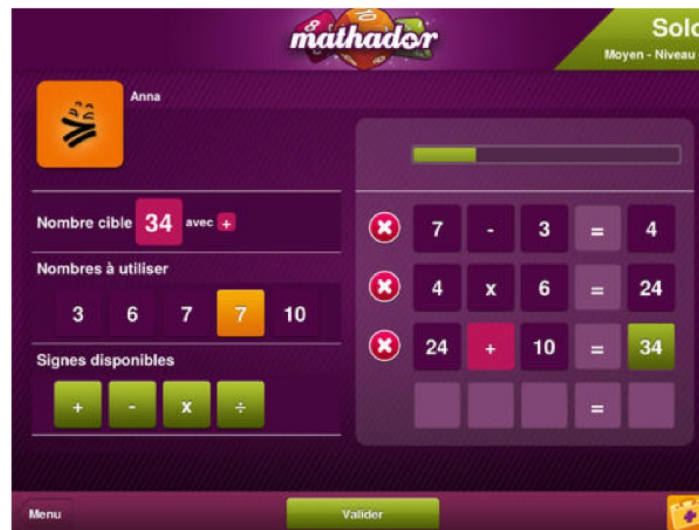 mathador
Solo
Moyen - Niveau
Anna
Nombre cible 34 avec +
Nombres à utiliser
3 6 7 7 10
Signes disponibles
+ - x ÷
7 - 3 = 4
4 x 6 = 24
24 + 10 = 34
=
Menu
Valider